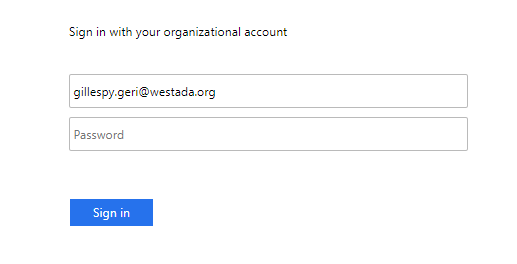 Sign in with your organizational account
gillespy.geri@westada.org
Password
Sign in